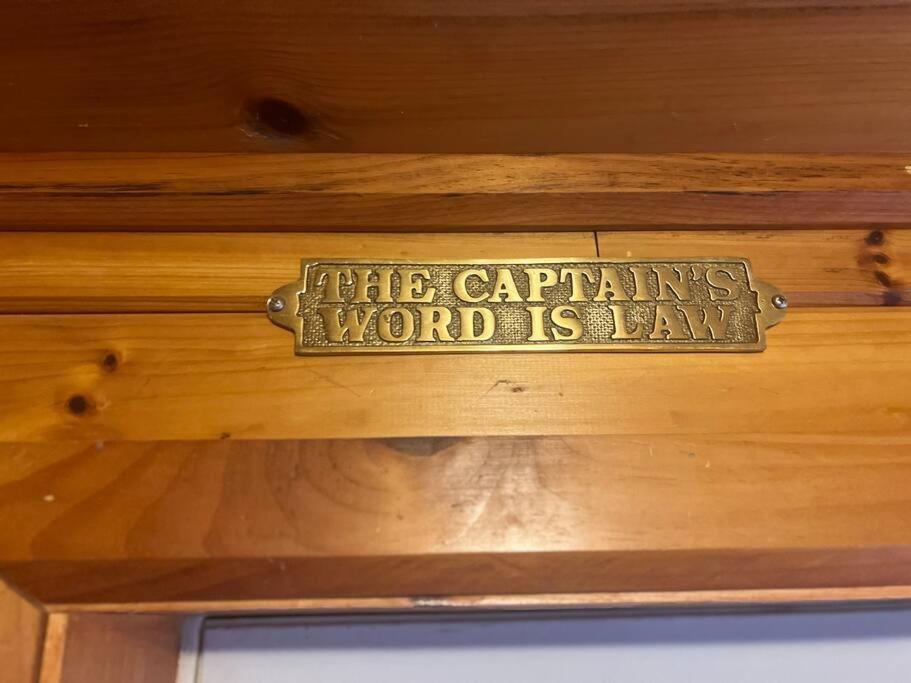 THE CAPTAIN'S
WORD IS LAW